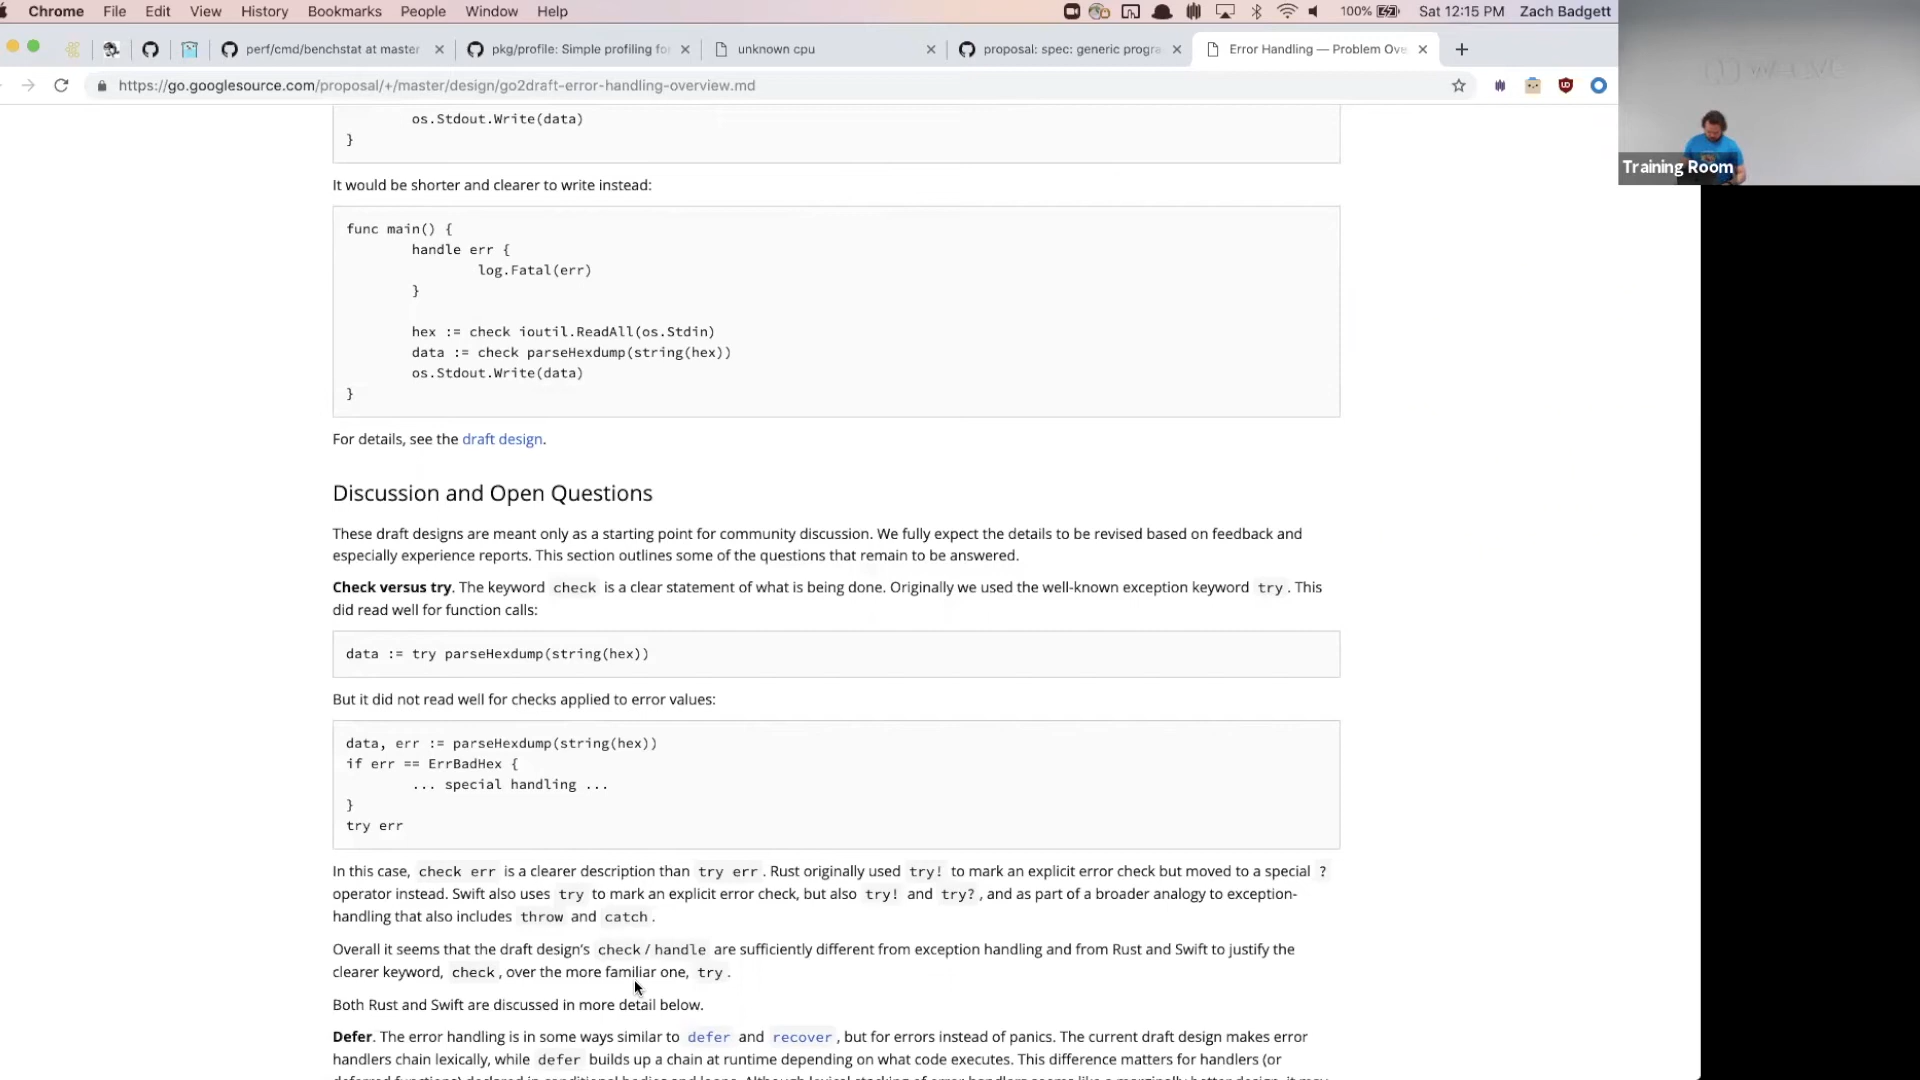 Chrome File Edit View History Bookmarks People Window Help 100% Sat 12:15 PM Zach Badgett
perf/cmd/benchstat at master pkg/profile: Simple profiling fo unknown cpu proposal: spec: generic progra Error Handling — Problem Ove
https://go.googlesource.com/proposal/+/master/design/go2draft-error-handling-overview.md
Training Room
os.Stdout.Write(data)
}
It would be shorter and clearer to write instead:
func main() {
handle err {
log.Fatal(err)
}
hex := check ioutil.ReadAll(os.Stdin)
data := check parseHexdump(string(hex))
os.Stdout.Write(data)
}
For details, see the draft design.
Discussion and Open Questions
These draft designs are meant only as a starting point for community discussion. We fully expect the details to be revised based on feedback and
especially experience reports. This section outlines some of the questions that remain to be answered.
Check versus try. The keyword check is a clear statement of what is being done. Originally we used the well-known exception keyword try. This
did read well for function calls:
data := try parseHexdump(string(hex))
But it did not read well for checks applied to error values:
data, err := parseHexdump(string(hex))
if err == ErrBadHex {
... special handling ...
}
try err
In this case, check err is a clearer description than try err. Rust originally used try! to mark an explicit error check but moved to a special ?
operator instead. Swift also uses try to mark an explicit error check, but also try! and try?, and as part of a broader analogy to exception-
handling that also includes throw and catch.
Overall it seems that the draft design's check/handle are sufficiently different from exception handling and from Rust and Swift to justify the
clearer keyword, check, over the more familiar one, try.
Both Rust and Swift are discussed in more detail below.
Defer. The error handling is in some ways similar to defer and recover, but for errors instead of panics. The current draft design makes error
handlers chain lexically, while defer builds up a chain at runtime depending on what code executes. This difference matters for handlers (or